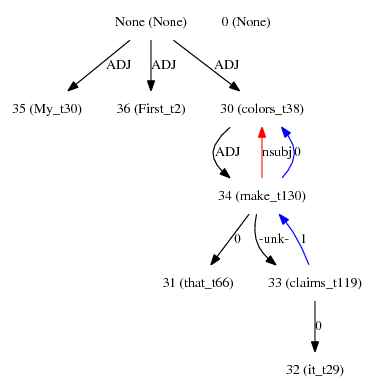 None (None) 0 (None)
ADJ ADJ ADJ
35 (My_t30) 36 (First_t2) 30 (colors_t38)
ADJ nsubj 0
34 (make_t130)
0 -unk- 1
31 (that_t66) 33 (claims_t119)
0
32 (it_t29)